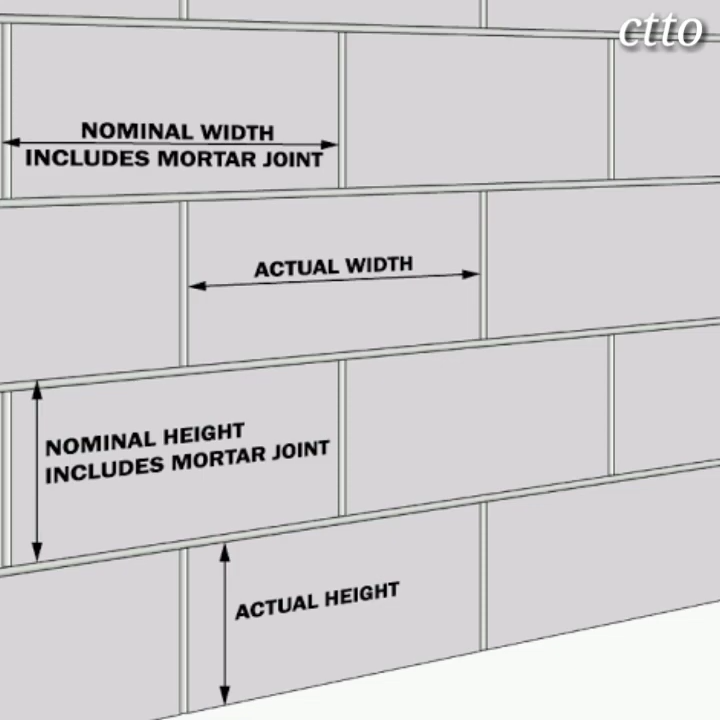 ctto
NOMINAL WIDTH
INCLUDES MORTAR JOINT
ACTUAL WIDTH
NOMINAL HEIGHT
INCLUDES MORTAR JOINT
ACTUAL HEIGHT